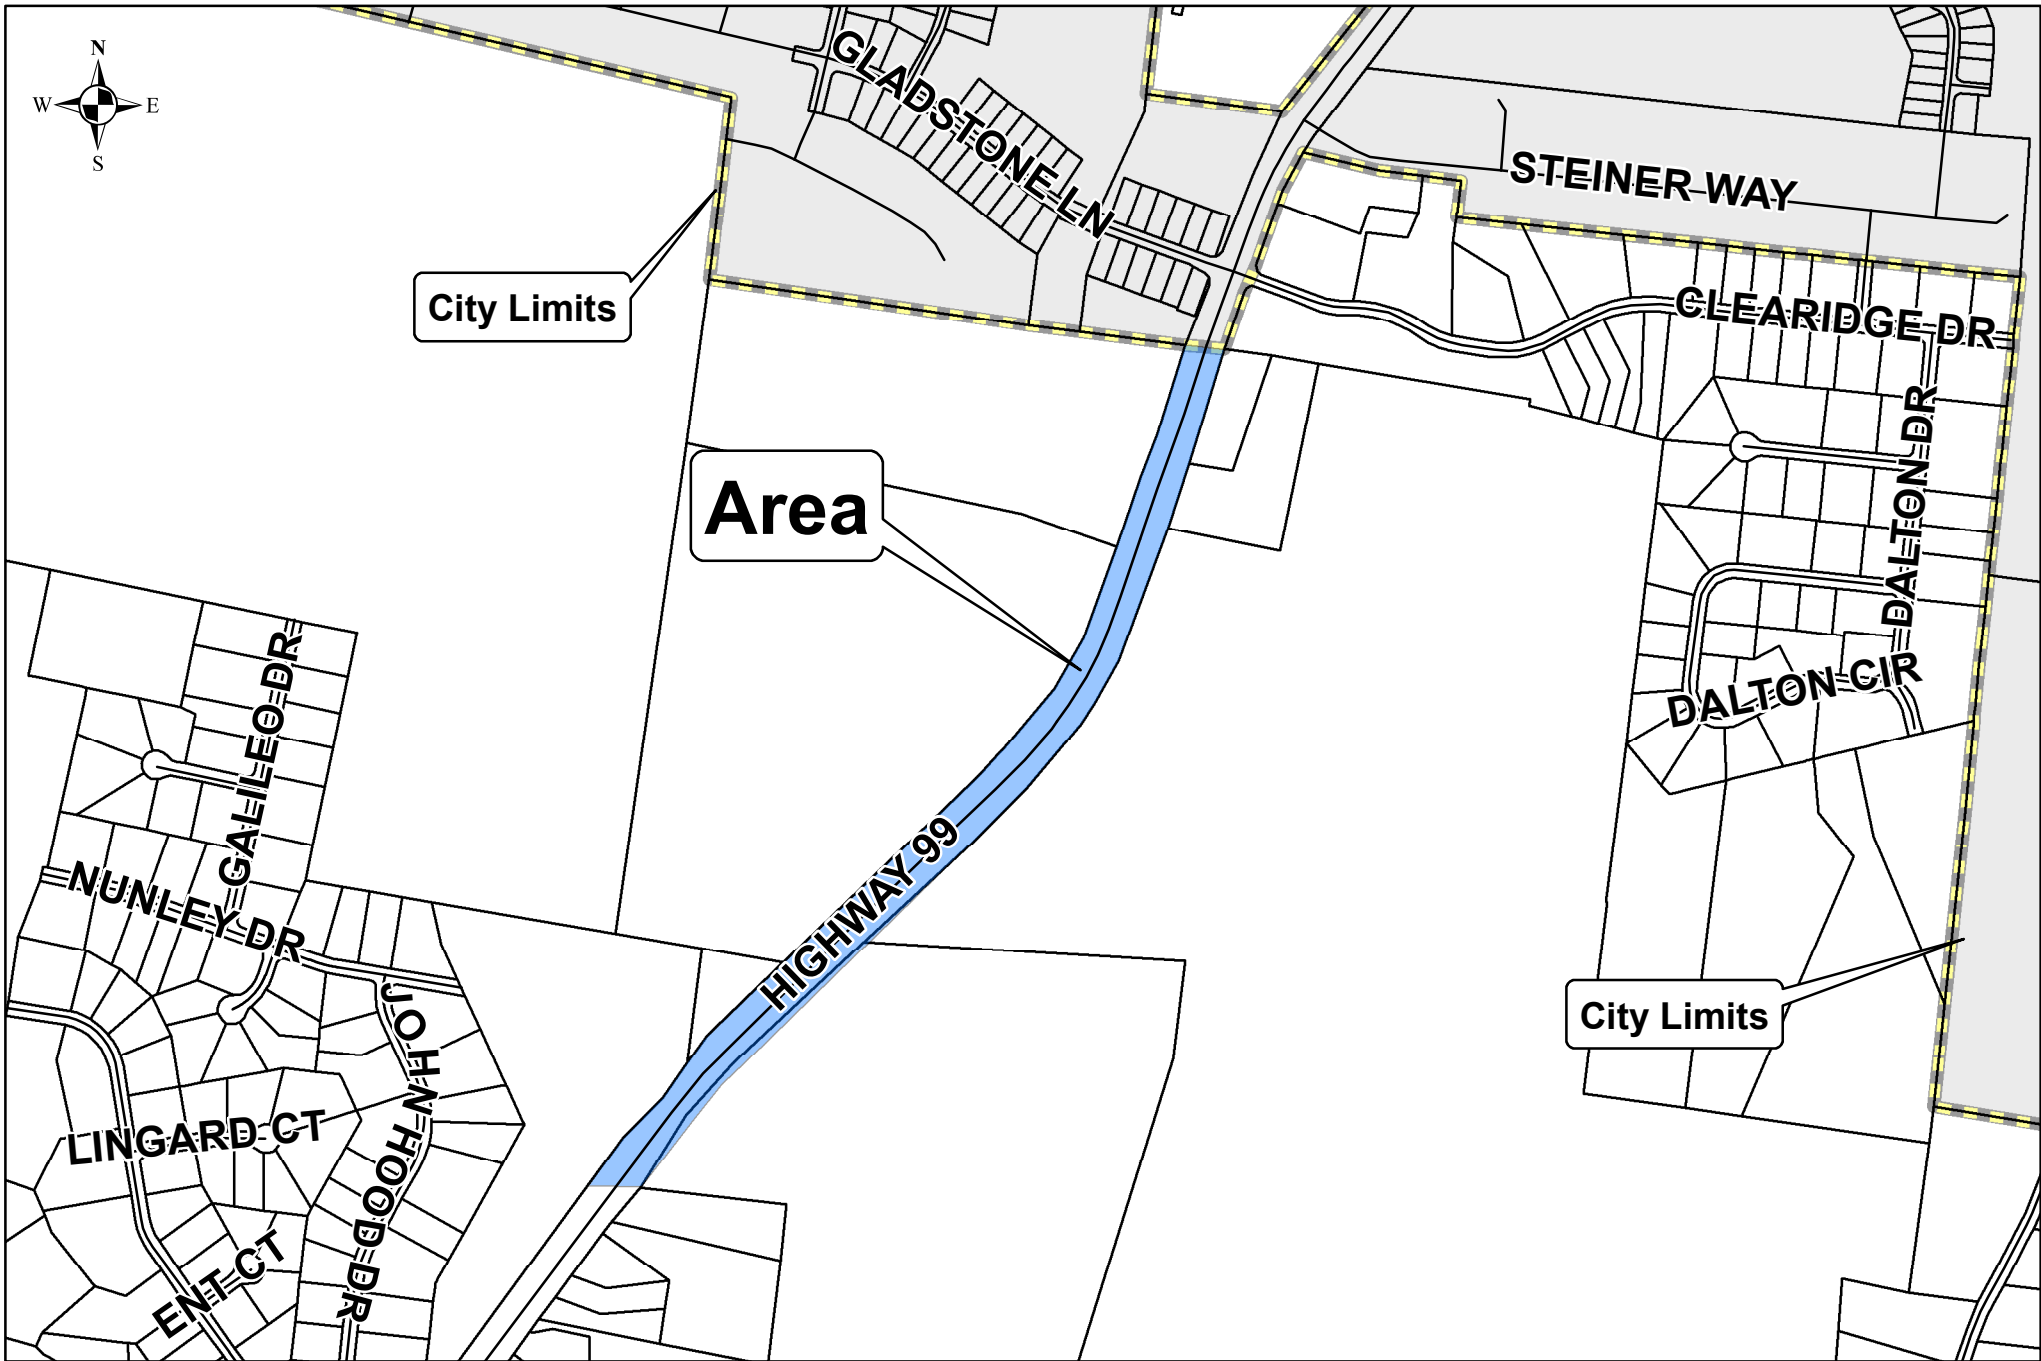 N
W E
S
GLADSTONE LN
STEINER WAY
City Limits
CLEARIDGE DR
DALTON DR
Area
DALTON CIR
GALILEO DR
HIGHWAY 99
NUNLEY DR
JOHN HOOD DR
City Limits
LINGARD CT
ENT CT